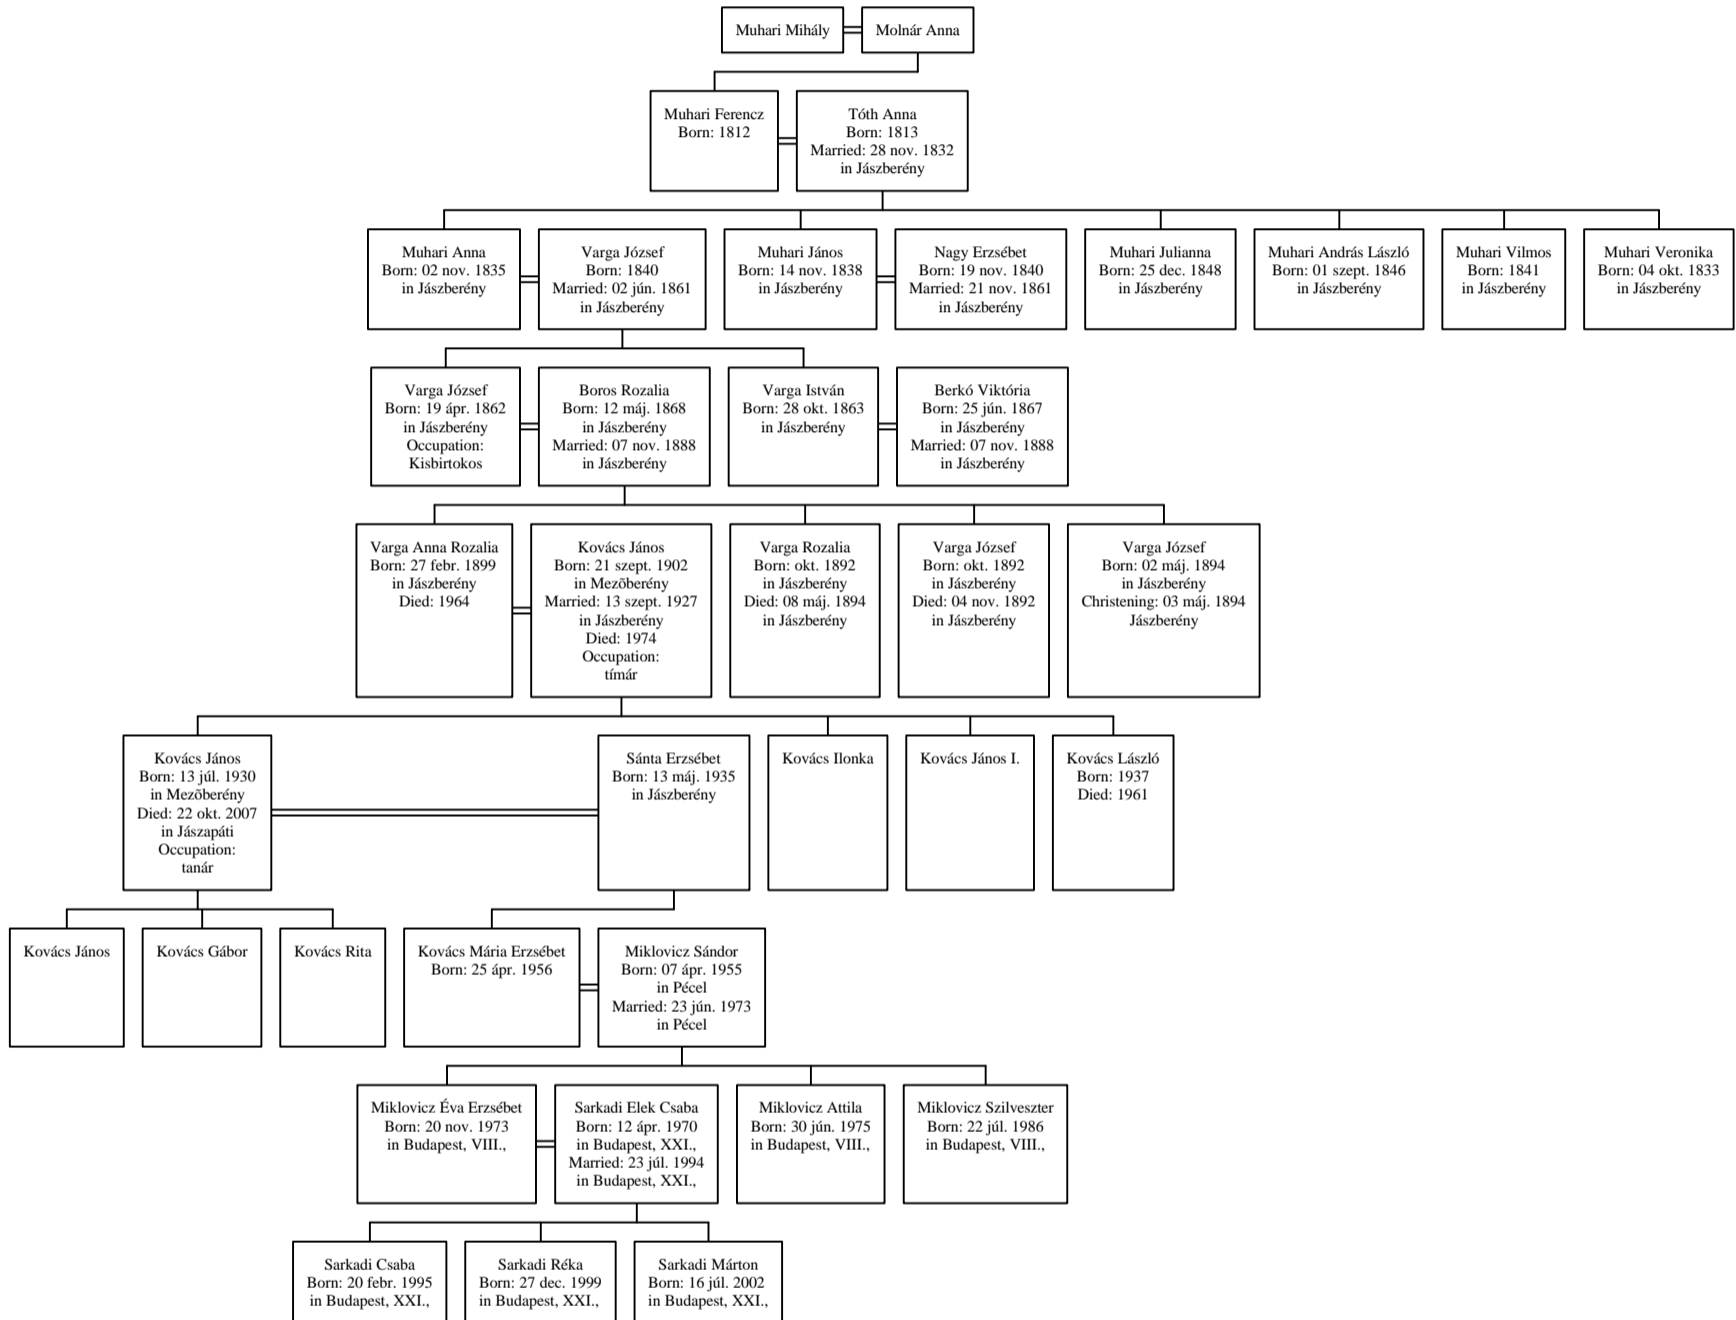 Muhari Mihály
Molnár Anna
Muhari Ferencz
Born: 1812
Tóth Anna
Born: 1813
Married: 28 nov. 1832
in Jászberény
Muhari Anna
Born: 02 nov. 1835
in Jászberény
Varga József
Born: 1840
Married: 02 jún. 1861
in Jászberény
Muhari János
Born: 14 nov. 1838
in Jászberény
Nagy Erzsébet
Born: 19 nov. 1840
Married: 21 nov. 1861
in Jászberény
Muhari Julianna
Born: 25 dec. 1848
in Jászberény
Muhari András László
Born: 01 szept. 1846
in Jászberény
Muhari Vilmos
Born: 1841
in Jászberény
Muhari Veronika
Born: 04 okt. 1833
in Jászberény
Varga József
Born: 19 ápr. 1862
in Jászberény
Occupation:
Kisbirtokos
Boros Rozalia
Born: 12 máj. 1868
in Jászberény
Married: 07 nov. 1888
in Jászberény
Varga István
Born: 28 okt. 1863
in Jászberény
Berkó Viktória
Born: 25 jún. 1867
in Jászberény
Married: 07 nov. 1888
in Jászberény
Varga Anna Rozalia
Born: 27 febr. 1899
in Jászberény
Died: 1964
Kovács János
Born: 21 szept. 1902
in Mezõberény
Married: 13 szept. 1927
in Jászberény
Died: 1974
Occupation:
tímár
Varga Rozalia
Born: okt. 1892
in Jászberény
Died: 08 máj. 1894
in Jászberény
Varga József
Born: okt. 1892
in Jászberény
Died: 04 nov. 1892
in Jászberény
Varga József
Born: 02 máj. 1894
in Jászberény
Christening: 03 máj. 1894
Jászberény
Kovács János
Born: 13 júl. 1930
in Mezõberény
Died: 22 okt. 2007
in Jászapáti
Occupation:
tanár
Sánta Erzsébet
Born: 13 máj. 1935
in Jászberény
Kovács Ilonka
Kovács János I.
Kovács László
Born: 1937
Died: 1961
Kovács János
Kovács Gábor
Kovács Rita
Kovács Mária Erzsébet
Born: 25 ápr. 1956
Miklovicz Sándor
Born: 07 ápr. 1955
in Pécel
Married: 23 jún. 1973
in Pécel
Miklovicz Éva Erzsébet
Born: 20 nov. 1973
in Budapest, VIII.,
Sarkadi Elek Csaba
Born: 12 ápr. 1970
in Budapest, XXI.,
Married: 23 júl. 1994
in Budapest, XXI.,
Miklovicz Attila
Born: 30 jún. 1975
in Budapest, VIII.,
Miklovicz Szilveszter
Born: 22 júl. 1986
in Budapest, VIII.,
Sarkadi Csaba
Born: 20 febr. 1995
in Budapest, XXI.,
Sarkadi Réka
Born: 27 dec. 1999
in Budapest, XXI.,
Sarkadi Márton
Born: 16 júl. 2002
in Budapest, XXI.,